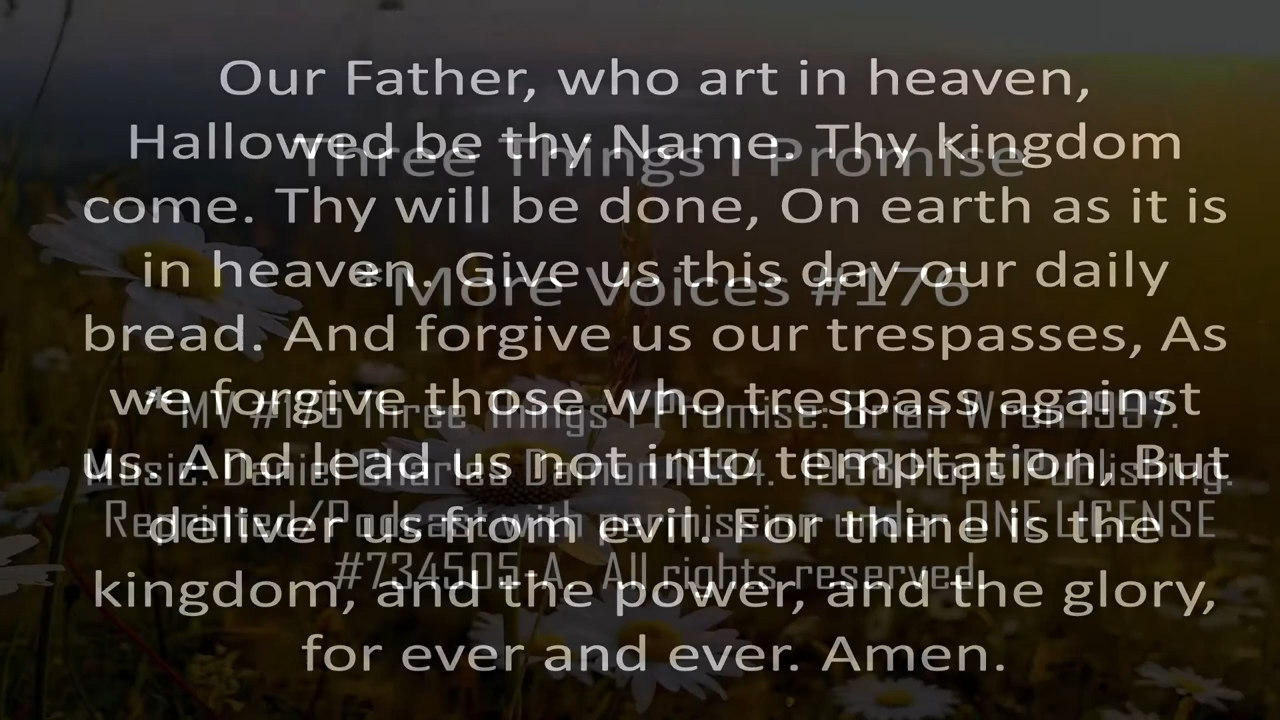 Our Father, who art in heaven,
Hallowed be thy Name. Thy kingdom
come. Thy will be done, On earth as it is
in heaven. Give us this day our daily
bread. And forgive us our trespasses, As
we forgive those who trespass against
us. And lead us not into temptation, But
deliver us from evil. For thine is the
kingdom, and the power, and the glory,
for ever and ever. Amen.
Three Things I Promise
*More Voices #176
* MV #176 Three Things I Promise: Brian Wren
Music: Daniel Charles Damon Hope Publishing.
Reprinted/Podcast with permission under ONE LICENSE
#734505-A. All rights reserved.